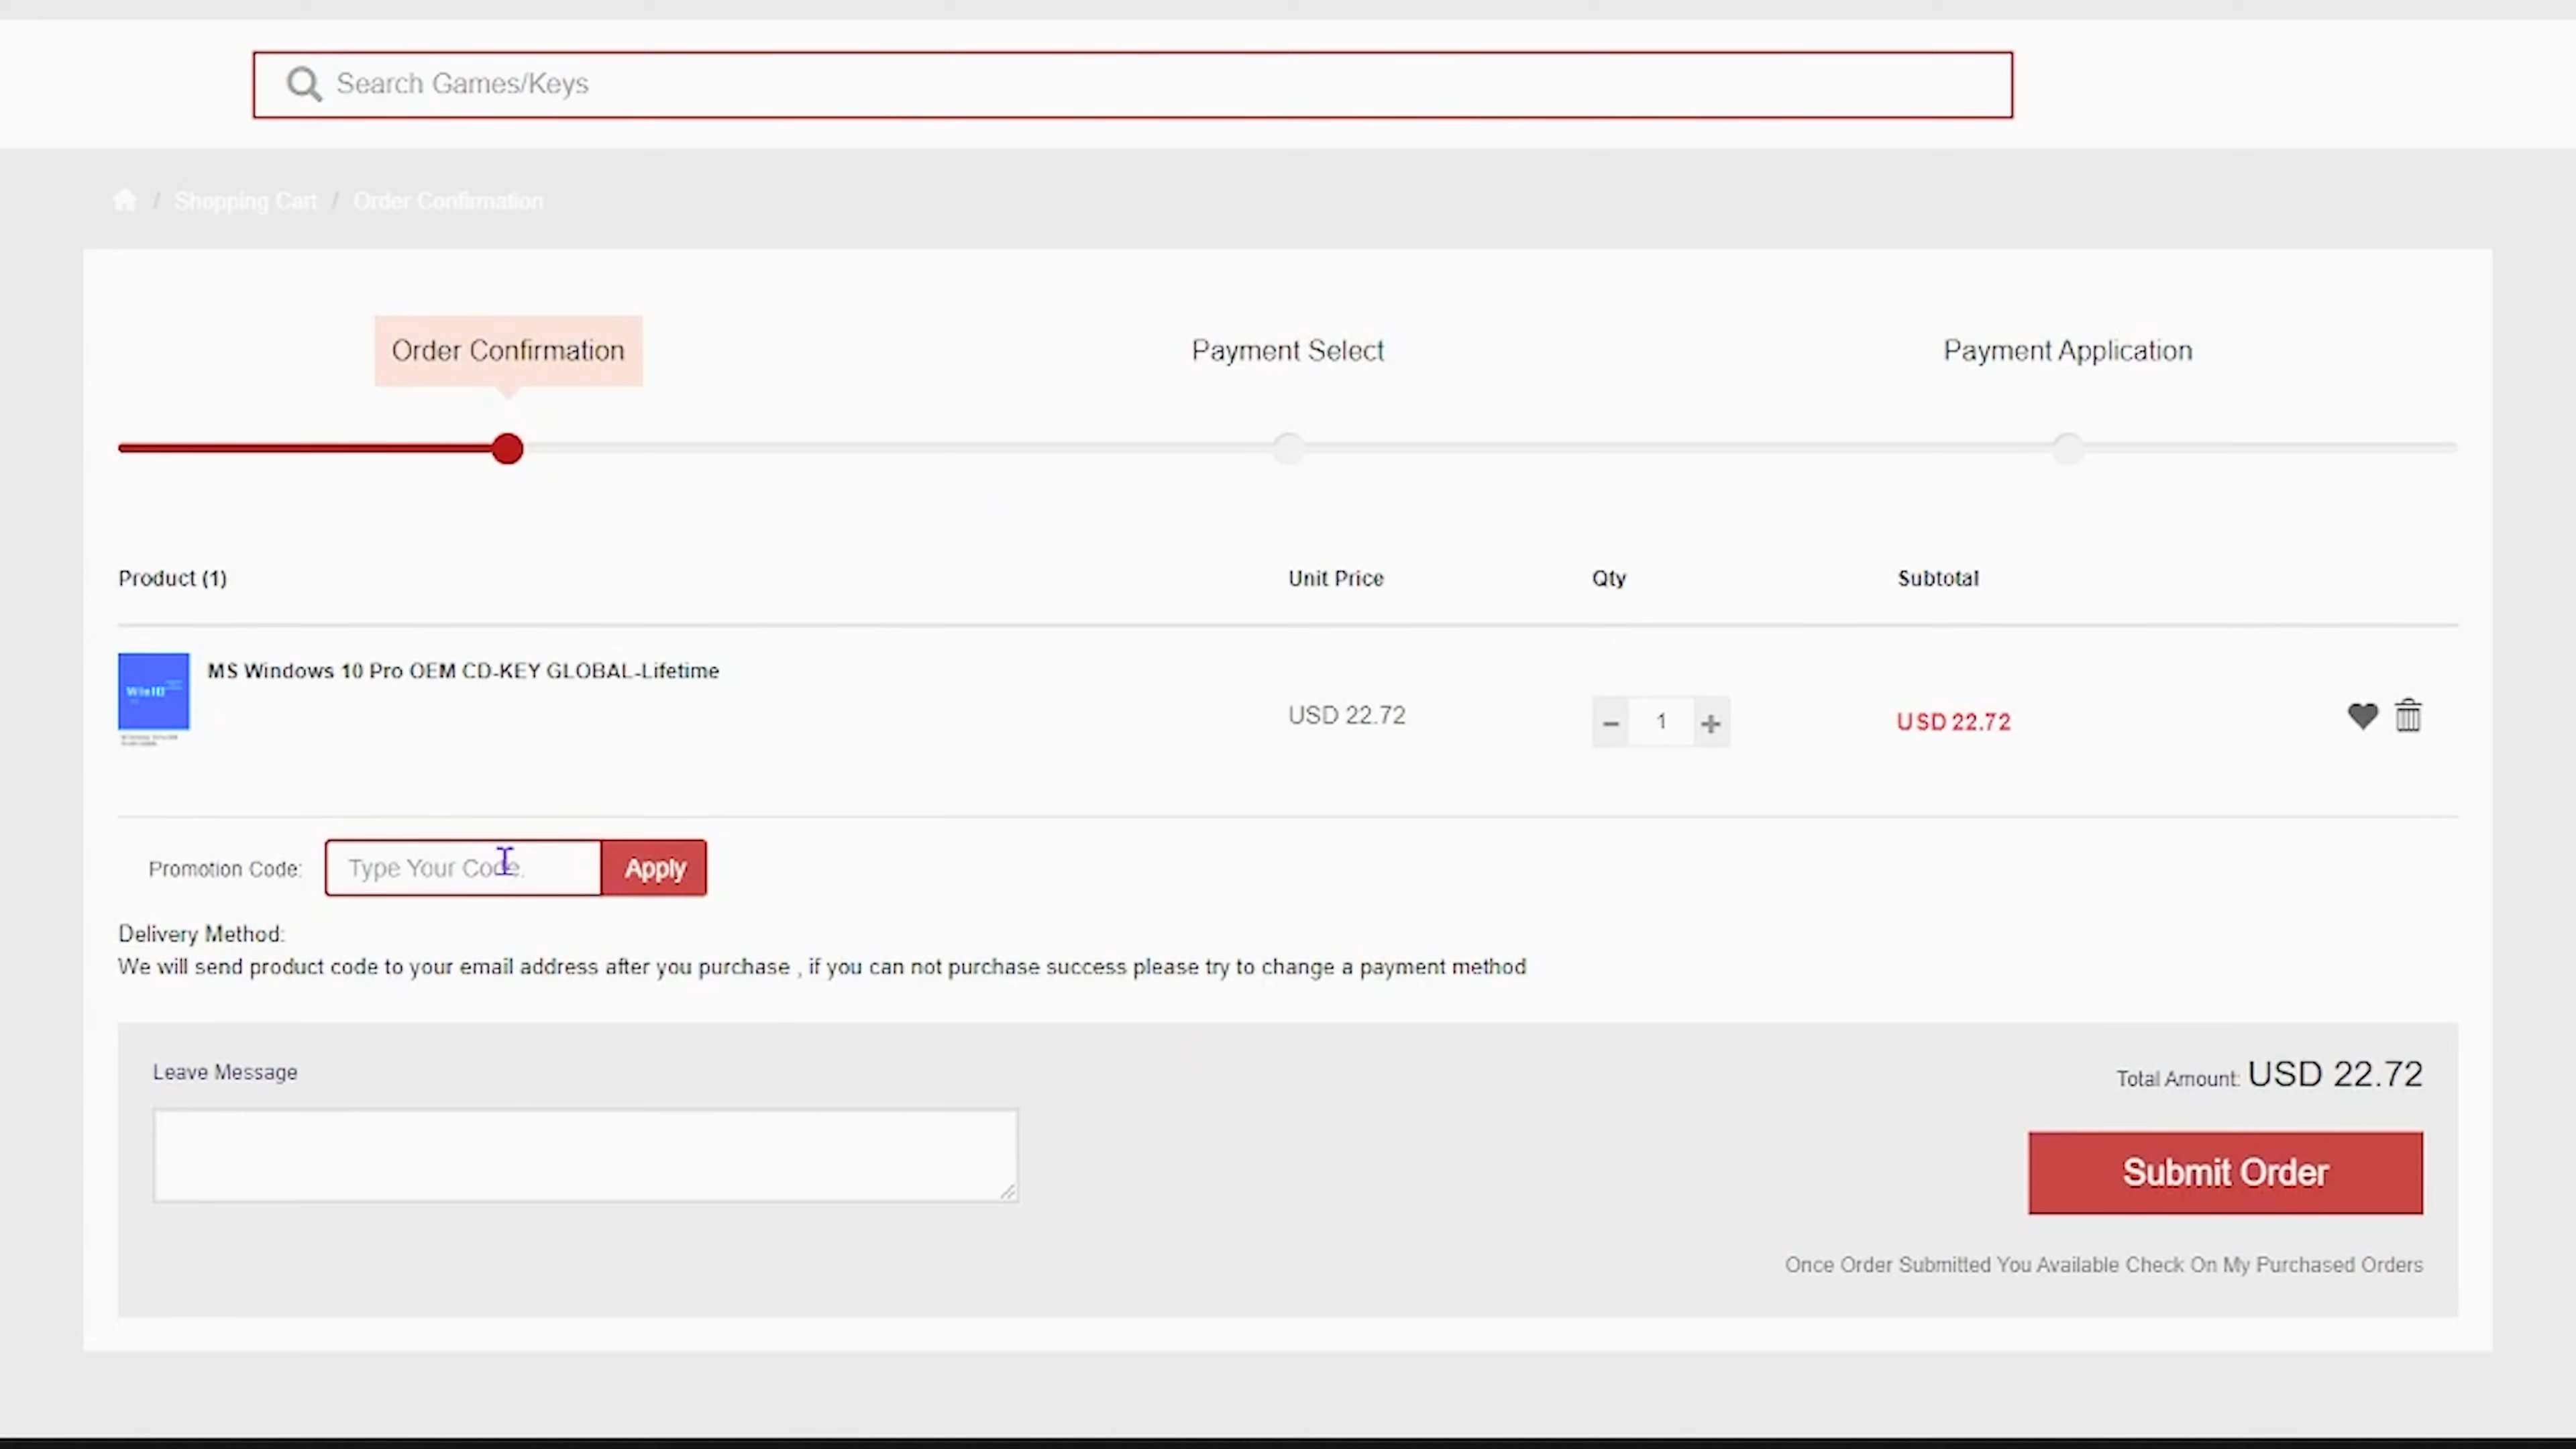 Search Games/Keys
/ Shopping Cart / Order Confirmation
Order Confirmation
Payment Select
Payment Application
Product (1)
Unit Price
Qty
Subtotal
MS Windows 10 Pro OEM CD-KEY GLOBAL-Lifetime
Win10
USD 22.72
1
USD 22.72
Promotion Code:
Type Your Code.
Apply
Delivery Method:
We will send product code to your email address after you purchase , if you can not purchase success please try to change a payment method
Leave Message
Total Amount: USD 22.72
Submit Order
Once Order Submitted You Available Check On My Purchased Orders